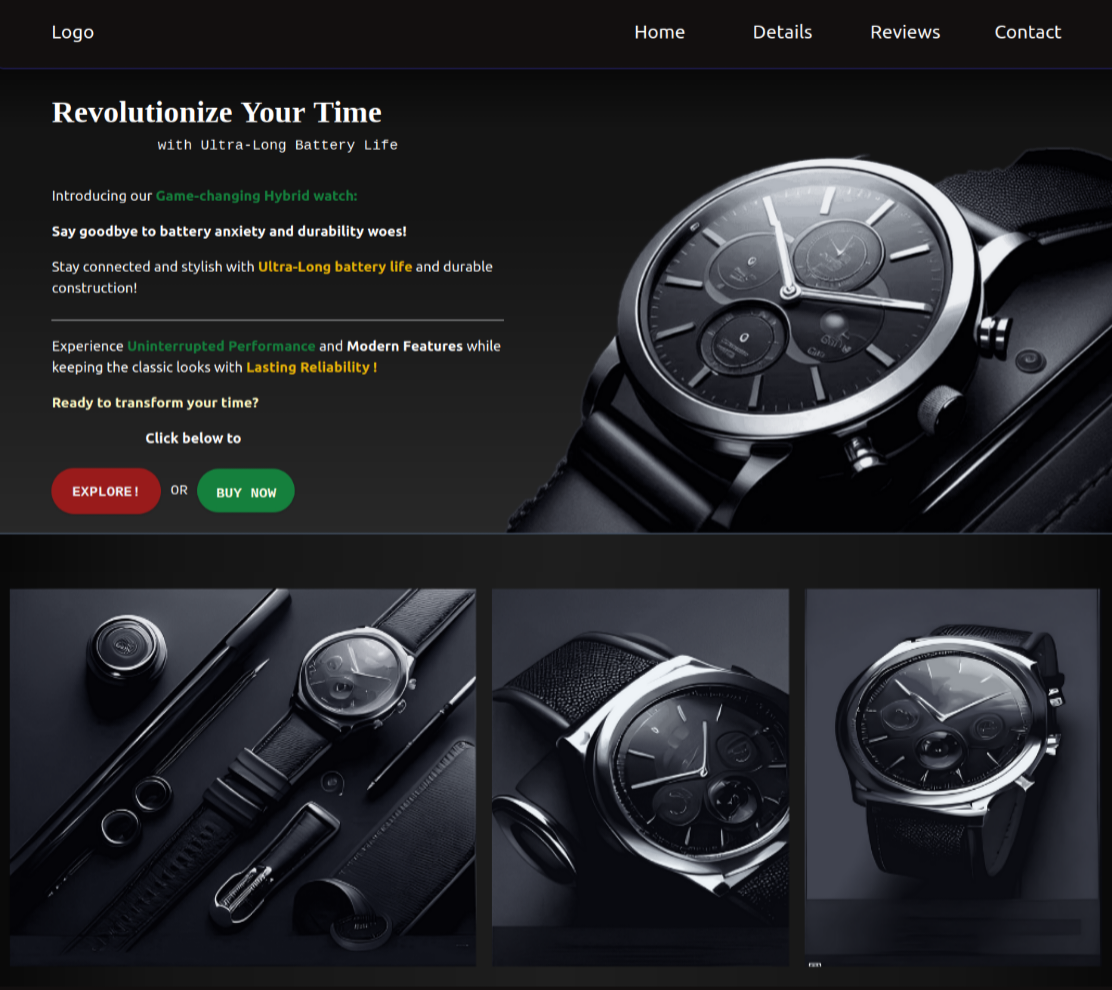 Logo Home Details Reviews Contact
Revolutionize Your Time
with Ultra-Long Battery Life
Introducing our Game-changing Hybrid watch:
Say goodbye to battery anxiety and durability woes!
Stay connected and stylish with Ultra-Long battery life and durable
construction!
Experience Uninterrupted Performance and Modern Features while
keeping the classic looks with Lasting Reliability !
Ready to transform your time?
Click below to
EXPLORE! OR BUY NOW